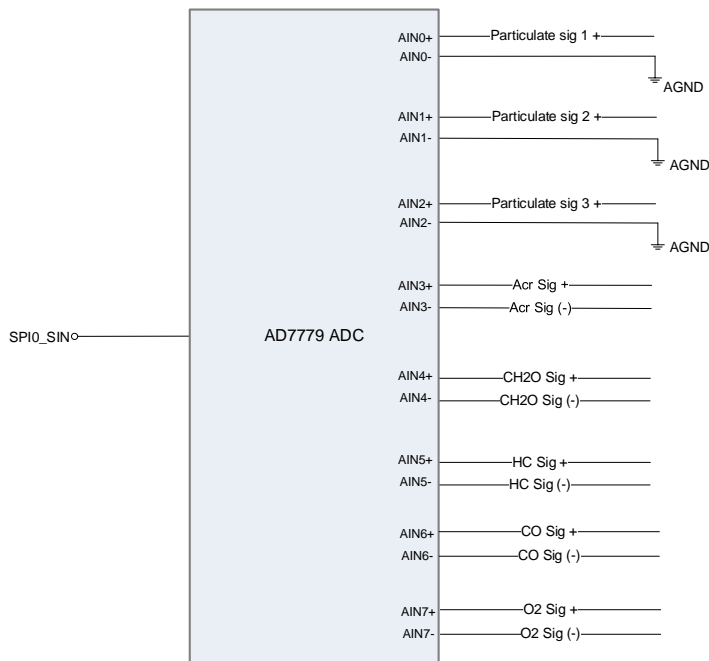 AIN0+ Particulate sig 1 +
AIN0-
AGND
AIN1+ Particulate sig 2 +
AIN1-
AGND
AIN2+ Particulate sig 3 +
AIN2-
AGND
AIN3+ Acr Sig +
AIN3- Acr Sig (-)
SPI0_SIN AD7779 ADC
AIN4+ CH2O Sig +
AIN4- CH2O Sig (-)
AIN5+ HC Sig +
AIN5- HC Sig (-)
AIN6+ CO Sig +
AIN6- CO Sig (-)
AIN7+ O2 Sig +
AIN7- O2 Sig (-)